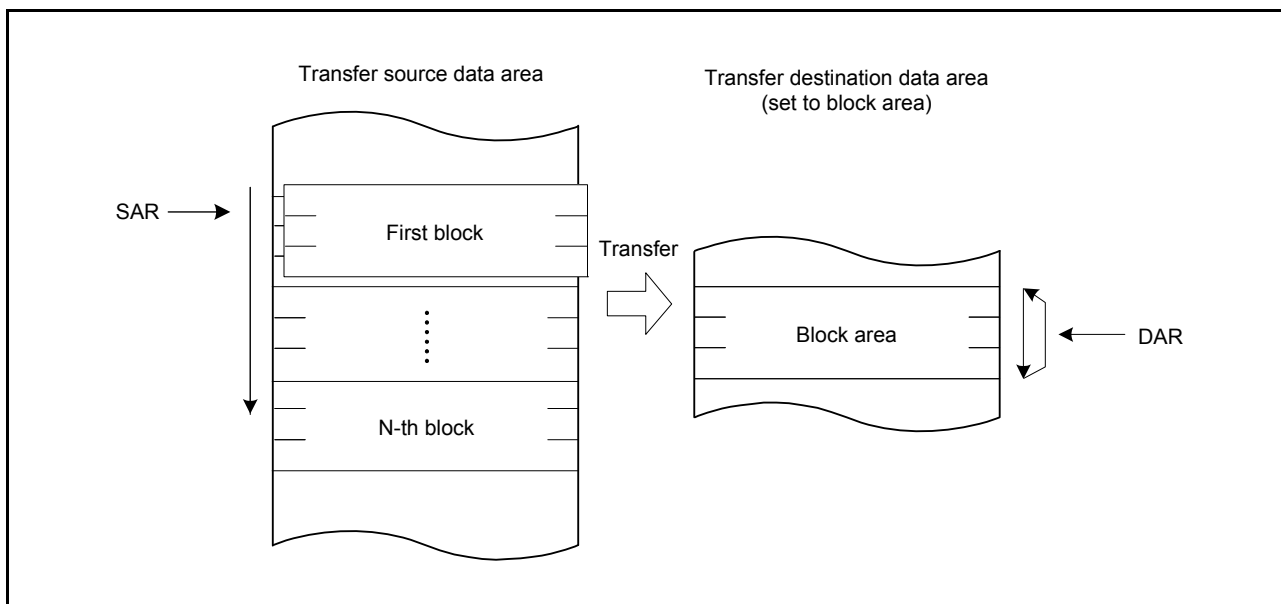 Transfer source data area
Transfer destination data area
(set to block area)
SAR
First block
Transfer
Block area
DAR
N-th block